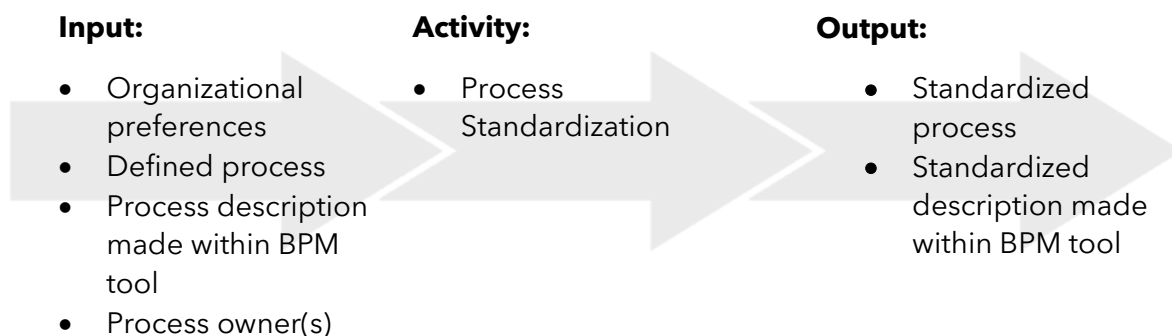 Input:
• Organizational
preferences
• Defined process
• Process description
made within BPM
tool
• Process owner(s)
Activity:
• Process
Standardization
Output:
• Standardized
process
• Standardized
description made
within BPM tool